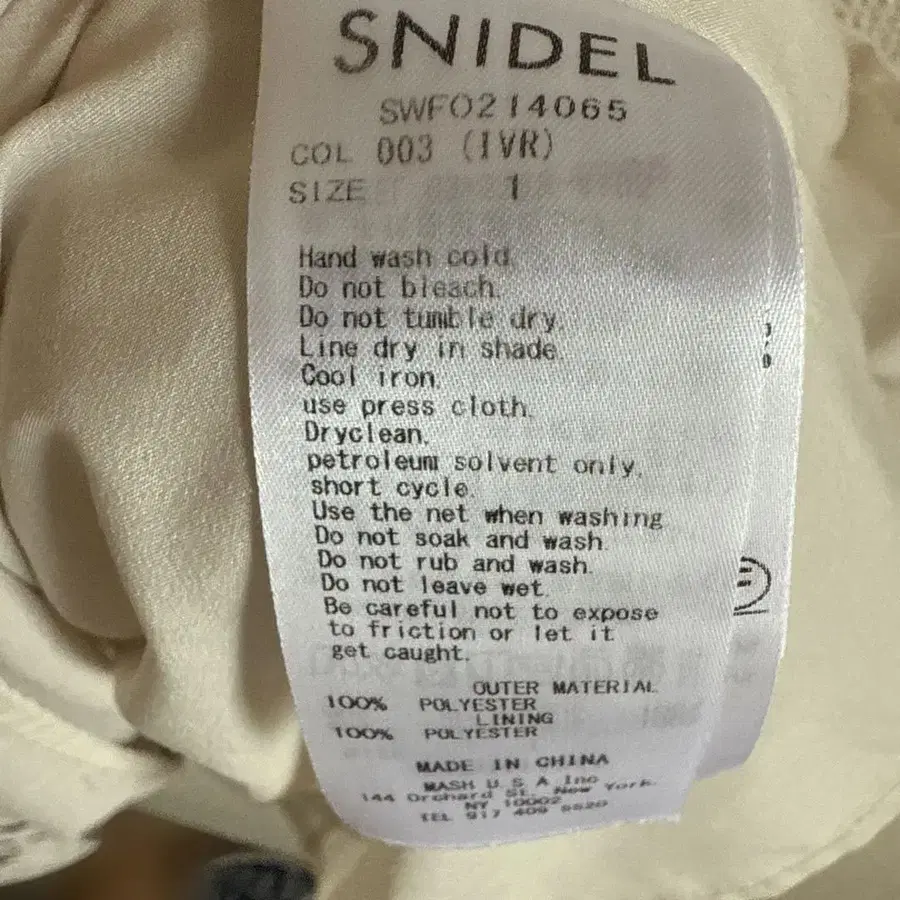 SNIDEL
SWFO214065
COL 003 (IVR)
SIZE 1
Hand wash cold.
Do not bleach.
Do not tumble dry.
Line dry in shade.
Cool iron.
use press cloth.
Dryclean.
petroleum solvent only,
short cycle.
Use the net when washing
Do not soak and wash.
Do not rub and wash.
Do not leave wet.
Be careful not to expose
to friction or let it
get caught.
OUTER MATERIAL
100% POLYESTER
LINING
100% POLYESTER
MADE IN CHINA
MASH U.S.A Inc
144 Orchard St. New York.
NY 10002
TEL 917 409 5520